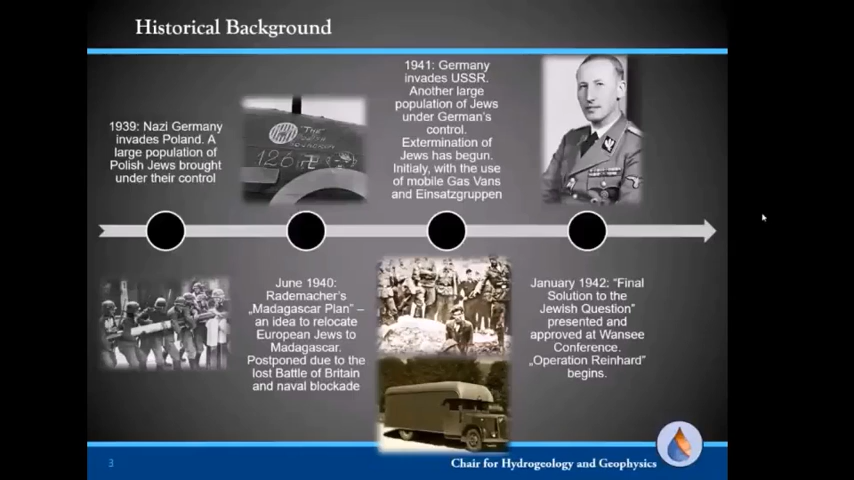 Historical Background
1939: Nazi Germany
invades Poland. A
large population of
Polish Jews brought
under their control
126
June 1940:
Rademacher's
„Madagascar Plan" –
an idea to relocate
European Jews to
Madagascar.
Postponed due to the
lost Battle of Britain
and naval blockade
1941: Germany
invades USSR.
Another large
population of Jews
under German's
control.
Extermination of
Jews has begun.
Initialy, with the use
of mobile Gas Vans
and Einsatzgruppen
January 1942: "Final
Solution to the
Jewish Question"
presented and
approved at Wansee
Conference.
„Operation Reinhard"
begins.
3
Chair for Hydrogeology and Geophysics